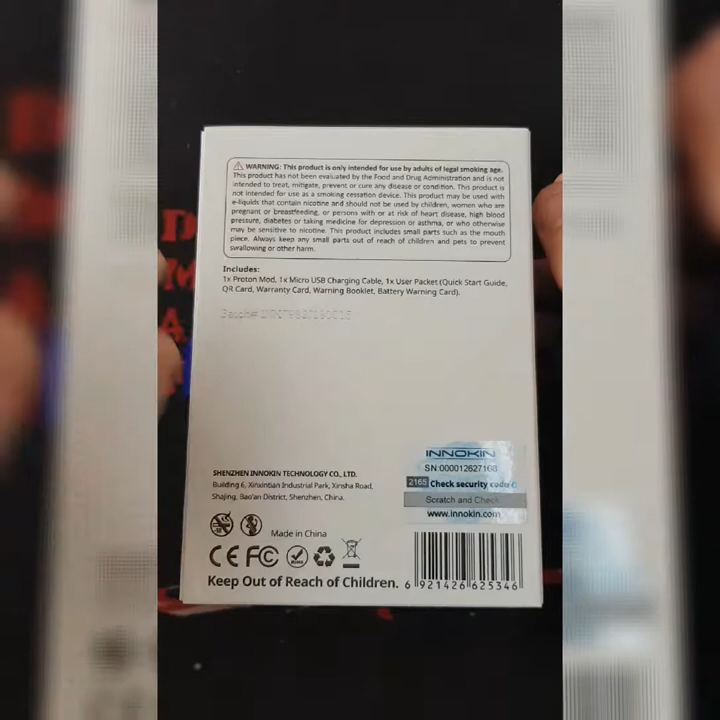 WARNING: This product is only intended for use by adults of legal smoking age.
This product has not been evaluated by the Food and Drug Administration and is not
intended to treat, mitigate, prevent or cure any disease or condition. This product is
not intended for use as a smoking cessation device. This product may be used with
e-liquids that contain nicotine and should not be used by children, women who are
pregnant or breastfeeding, or persons with or at risk of heart disease, high blood
pressure, diabetes or taking medicine for depression or asthma, or who otherwise
may be sensitive to nicotine. This product includes small parts such as the mouth
piece. Always keep any small parts out of reach of children and pets to prevent
swallowing or other harm.
Includes:
1x Proton Mod, 1x Micro USB Charging Cable, 1x User Packet (Quick Start Guide,
QR Card, Warranty Card, Warning Booklet, Battery Warning Card).
Batch#
INNOKIN
SN:000012627168
2165 Check security code
Scratch and Check
www.innokin.com
SHENZHEN INNOKIN TECHNOLOGY CO., LTD.
Building 6, Xinxintian Industrial Park, Xinsha Road,
Shajing, Bao'an District, Shenzhen, China.
Made in China
CE FC
Keep Out of Reach of Children.
6 921426 625346